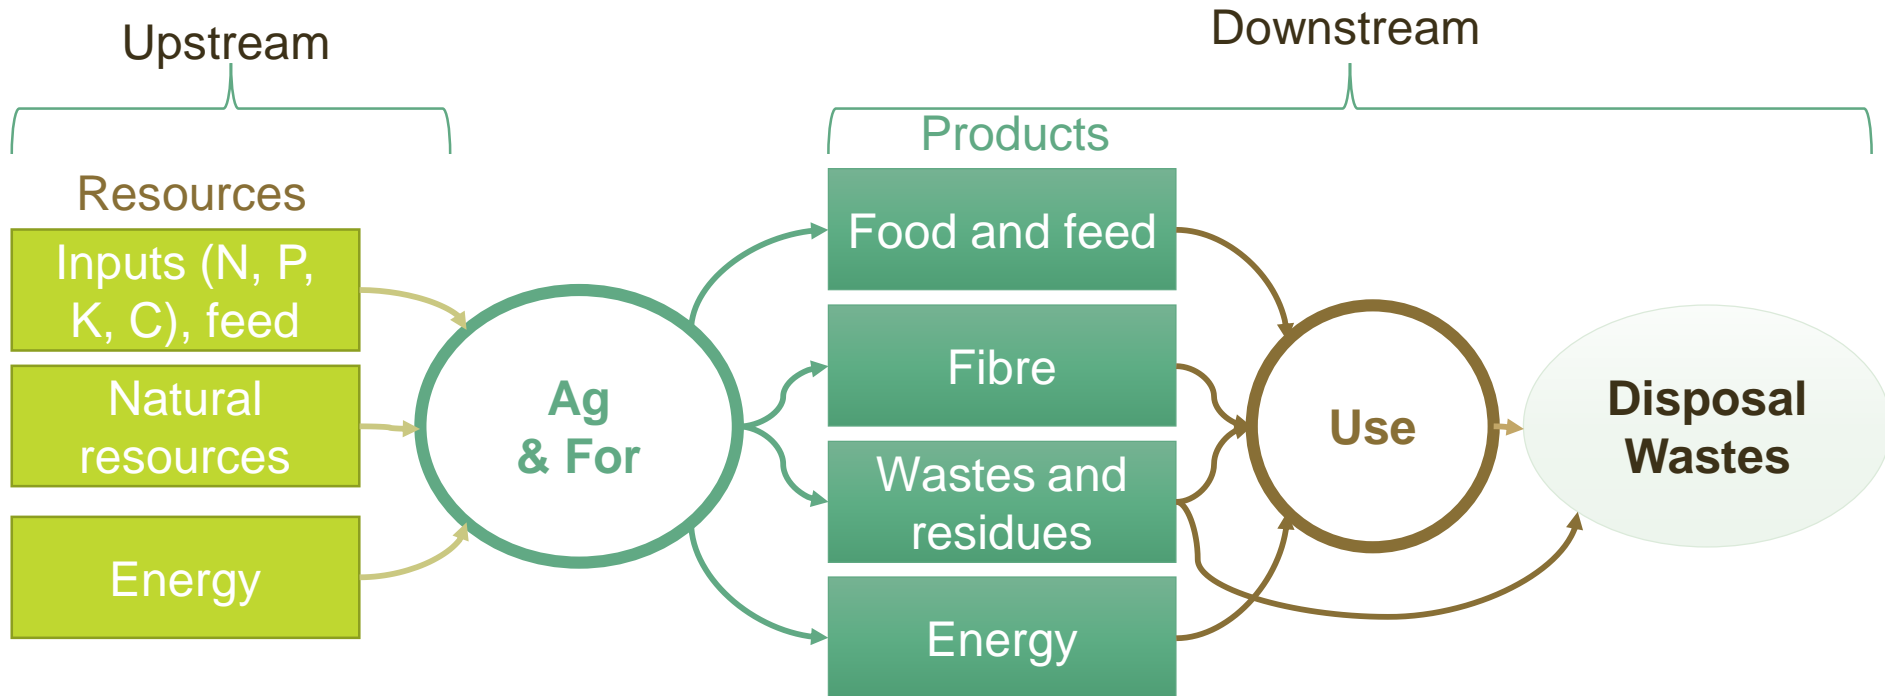 Upstream
Downstream
Resources
Inputs (N, P,
K, C), feed
Natural
resources
Energy
Ag
& For
Products
Food and feed
Fibre
Wastes and
residues
Energy
Use
Disposal
Wastes